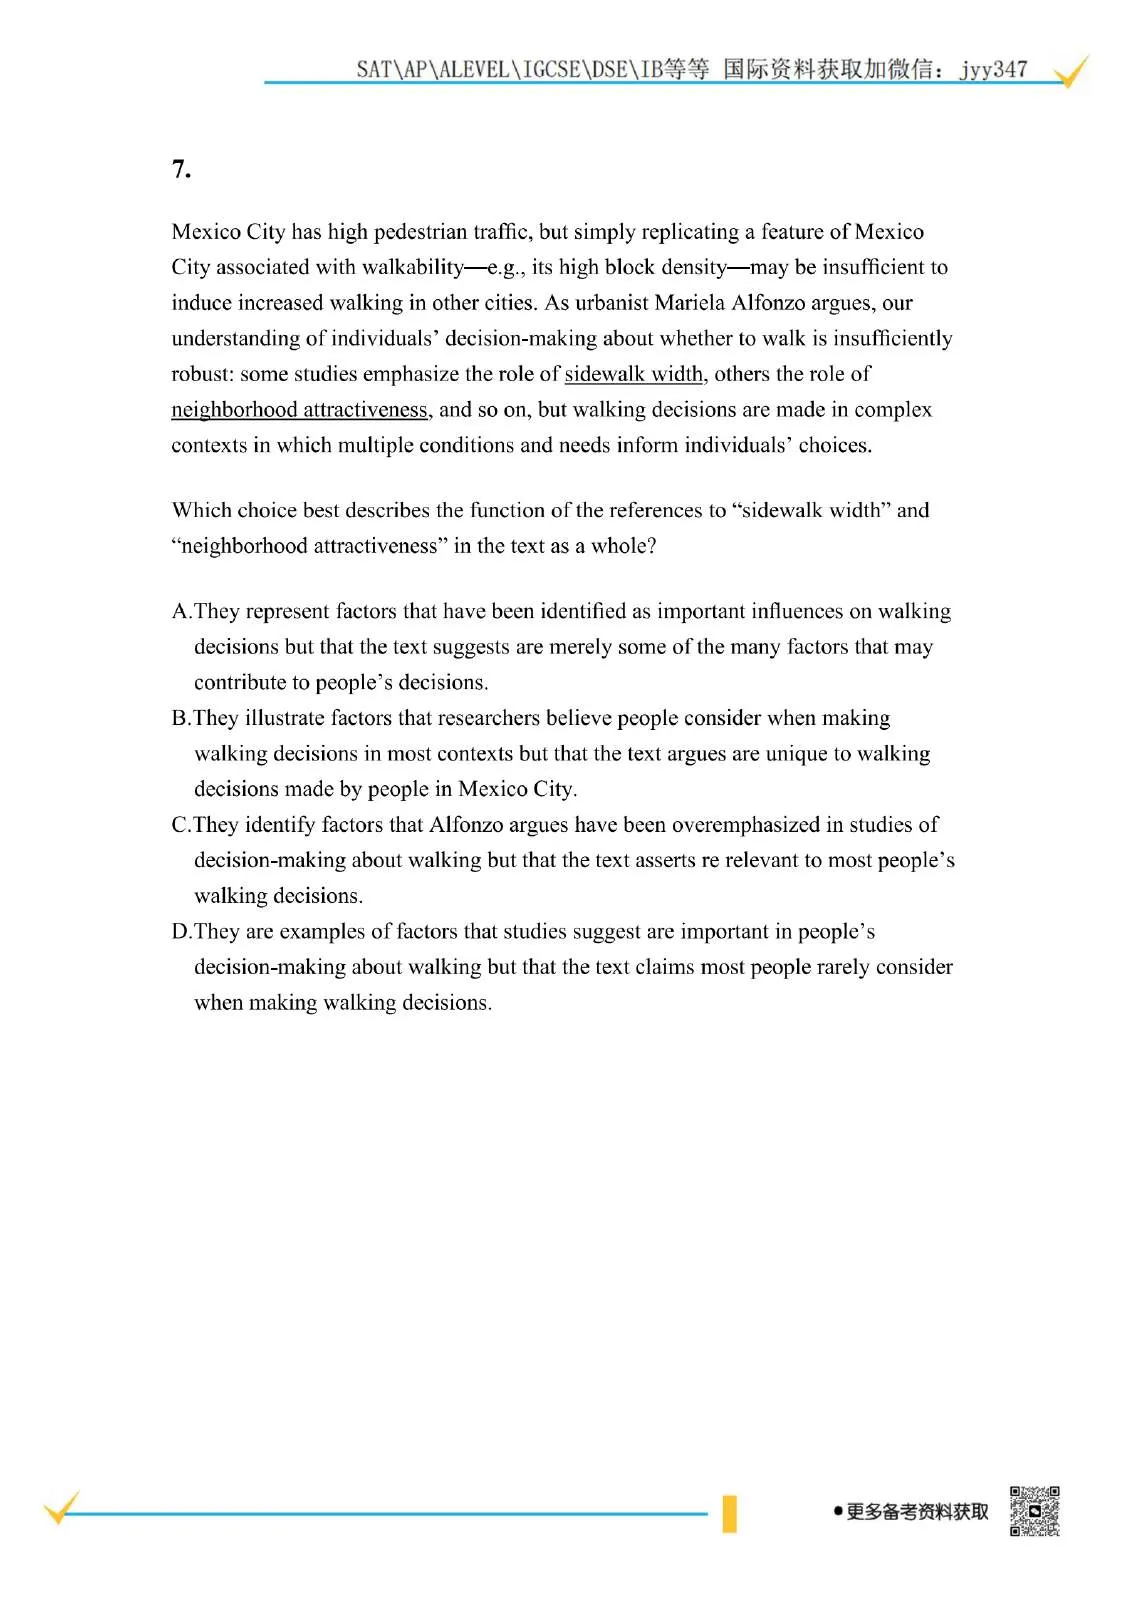 SAT\AP\ALEVEL\IGCSE\DSE\IB等等 国际资料获取加微信：jyy347
7.
Mexico City has high pedestrian traffic, but simply replicating a feature of Mexico
City associated with walkability—e.g., its high block density—may be insufficient to
induce increased walking in other cities. As urbanist Mariela Alfonzo argues, our
understanding of individuals’ decision-making about whether to walk is insufficiently
robust: some studies emphasize the role of sidewalk width, others the role of
neighborhood attractiveness, and so on, but walking decisions are made in complex
contexts in which multiple conditions and needs inform individuals’ choices.
Which choice best describes the function of the references to “sidewalk width” and
“neighborhood attractiveness” in the text as a whole?
A.They represent factors that have been identified as important influences on walking
decisions but that the text suggests are merely some of the many factors that may
contribute to people’s decisions.
B.They illustrate factors that researchers believe people consider when making
walking decisions in most contexts but that the text argues are unique to walking
decisions made by people in Mexico City.
C.They identify factors that Alfonzo argues have been overemphasized in studies of
decision-making about walking but that the text asserts re relevant to most people’s
walking decisions.
D.They are examples of factors that studies suggest are important in people’s
decision-making about walking but that the text claims most people rarely consider
when making walking decisions.
•更多备考资料获取